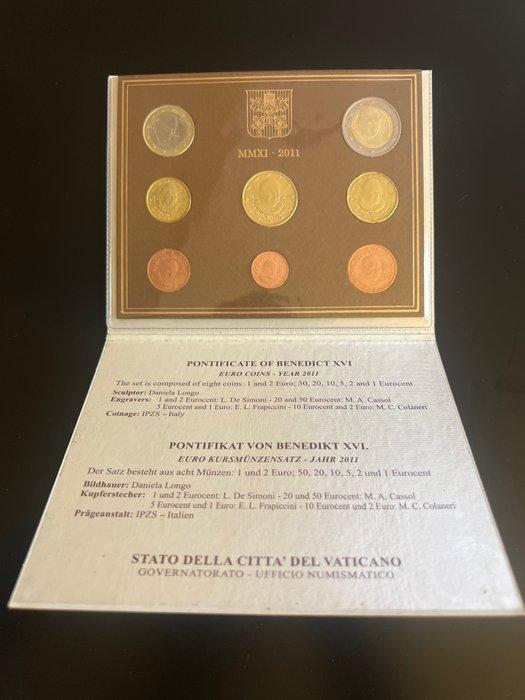 MMXI · 2011
PONTIFICATE OF BENEDICT XVI
EURO COINS - YEAR 2011
The set is composed of eight coins: 1 and 2 Euro; 50, 20, 10, 5, 2 and 1 Eurocent
Sculptor: Daniela Longo
Engravers: 1 and 2 Eurocent: L. De Simoni - 20 and 50 Eurocent: M. A. Cassol
5 Eurocent and 1 Euro: E. L. Frapiccini - 10 Eurocent and 2 Euro: M. C. Colaneri
Coinage: IPZS – Italy
PONTIFIKAT VON BENEDIKT XVI.
EURO KURSMÜNZENSATZ - JAHR 2011
Der Satz besteht aus acht Münzen: 1 und 2 Euro; 50, 20, 10, 5, 2 und 1 Eurocent
Bildhauer: Daniela Longo
Kupferstecher: 1 und 2 Eurocent: L. De Simoni - 20 und 50 Eurocent: M. A. Cassol
5 Eurocent und 1 Euro: E. L. Frapiccini - 10 Eurocent und 2 Euro: M. C. Colaneri
Prägeanstalt: IPZS – Italien
STATO DELLA CITTA' DEL VATICANO
GOVERNATORATO - UFFICIO NUMISMATICO